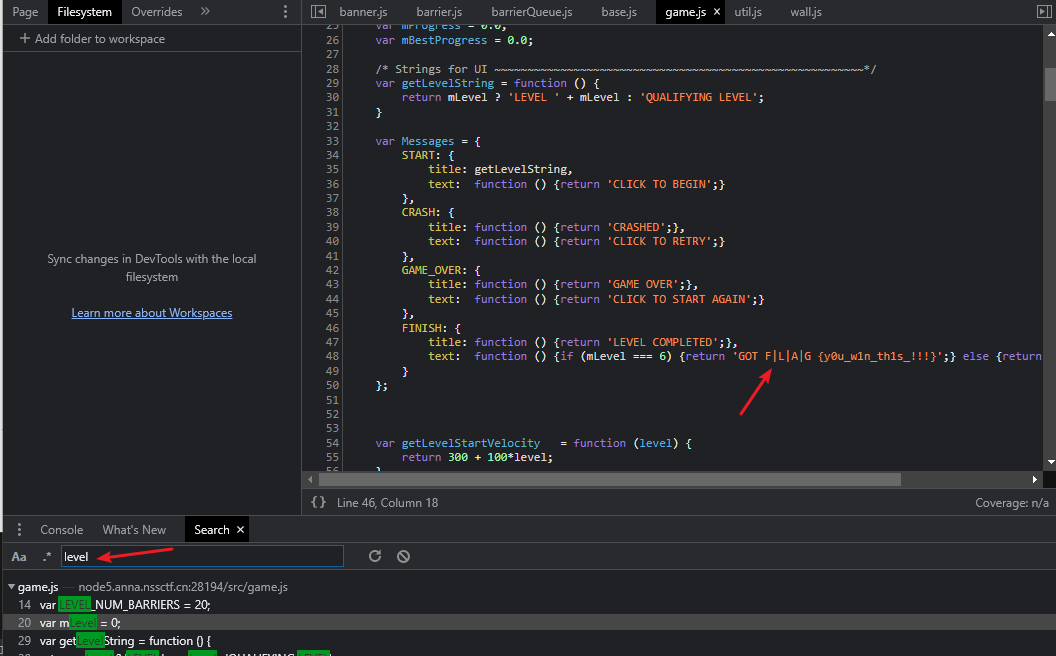 Page Filesystem Overrides »
+ Add folder to workspace
Sync changes in DevTools with the local
filesystem
Learn more about Workspaces
banner.js barrier.js barrierQueue.js base.js game.js × util.js wall.js
25 var mProgress = 0.0;
26 var mBestProgress = 0.0;
27
28 /* Strings for UI ~~~~~~~~~~~~~~~~~~~~~~~~~~~~~~~~~~~~~~~~~~~~~~~~~~~~~~~~*/
29 var getLevelString = function () {
30 return mLevel ? 'LEVEL ' + mLevel : 'QUALIFYING LEVEL';
31 }
32
33 var Messages = {
34 START: {
35 title: getLevelString,
36 text: function () {return 'CLICK TO BEGIN';}
37 },
38 CRASH: {
39 title: function () {return 'CRASHED';},
40 text: function () {return 'CLICK TO RETRY';}
41 },
42 GAME_OVER: {
43 title: function () {return 'GAME OVER';},
44 text: function () {return 'CLICK TO START AGAIN';}
45 },
46 FINISH: {
47 title: function () {return 'LEVEL COMPLETED';},
48 text: function () {if (mLevel === 6) {return 'GOT F|L|A|G {y0u_w1n_th1s_!!!}';} else {return
49 }
50 };
51
52
53
54 var getLevelStartVelocity = function (level) {
55 return 300 + 100*level;
56 }
{} Line 46, Column 18 Coverage: n/a
Console What's New Search ×
Aa .* level
game.js — node5.anna.nssctf.cn:28194/src/game.js
14 var LEVEL_NUM_BARRIERS = 20;
20 var mLevel = 0;
29 var getLevelString = function () {